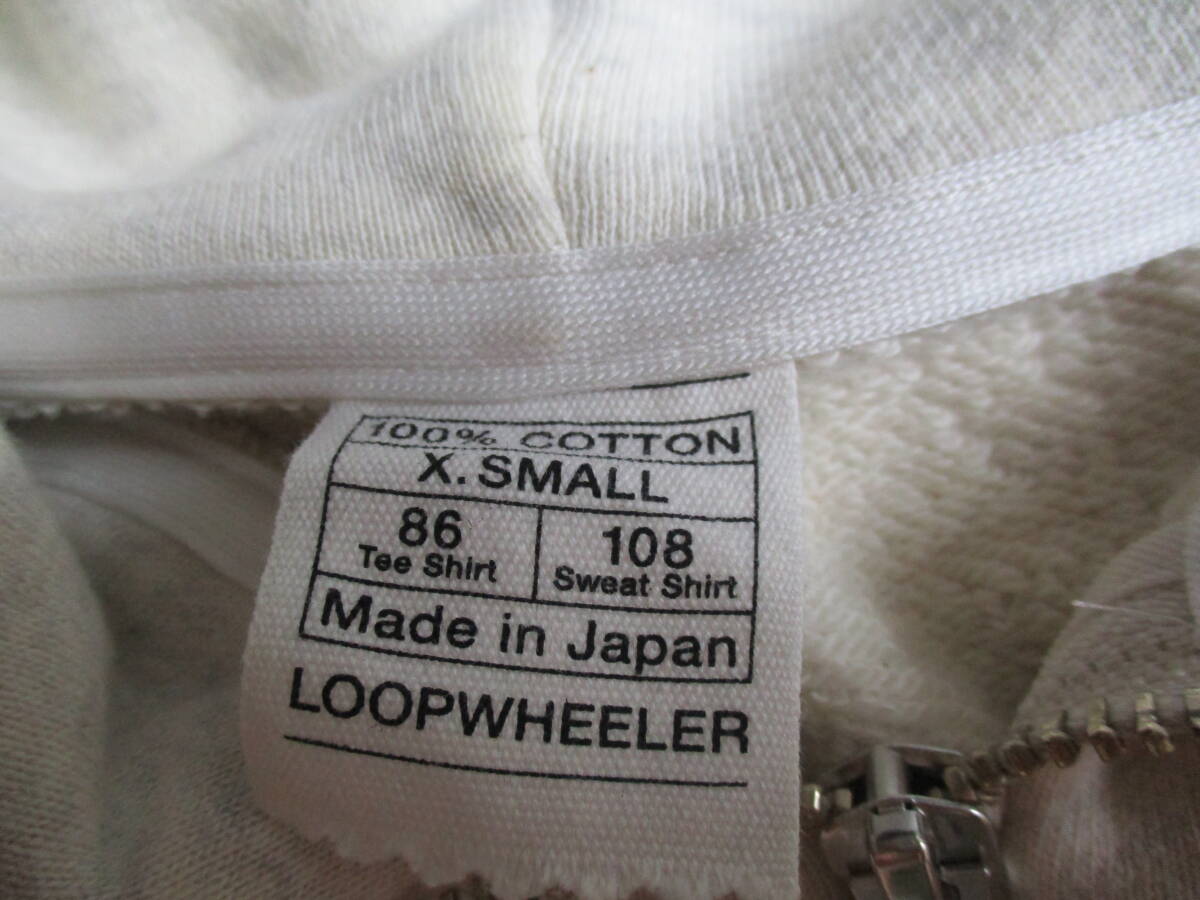 100% COTTON
X. SMALL
86
Tee Shirt
108
Sweat Shirt
Made in Japan
LOOPWHEELER